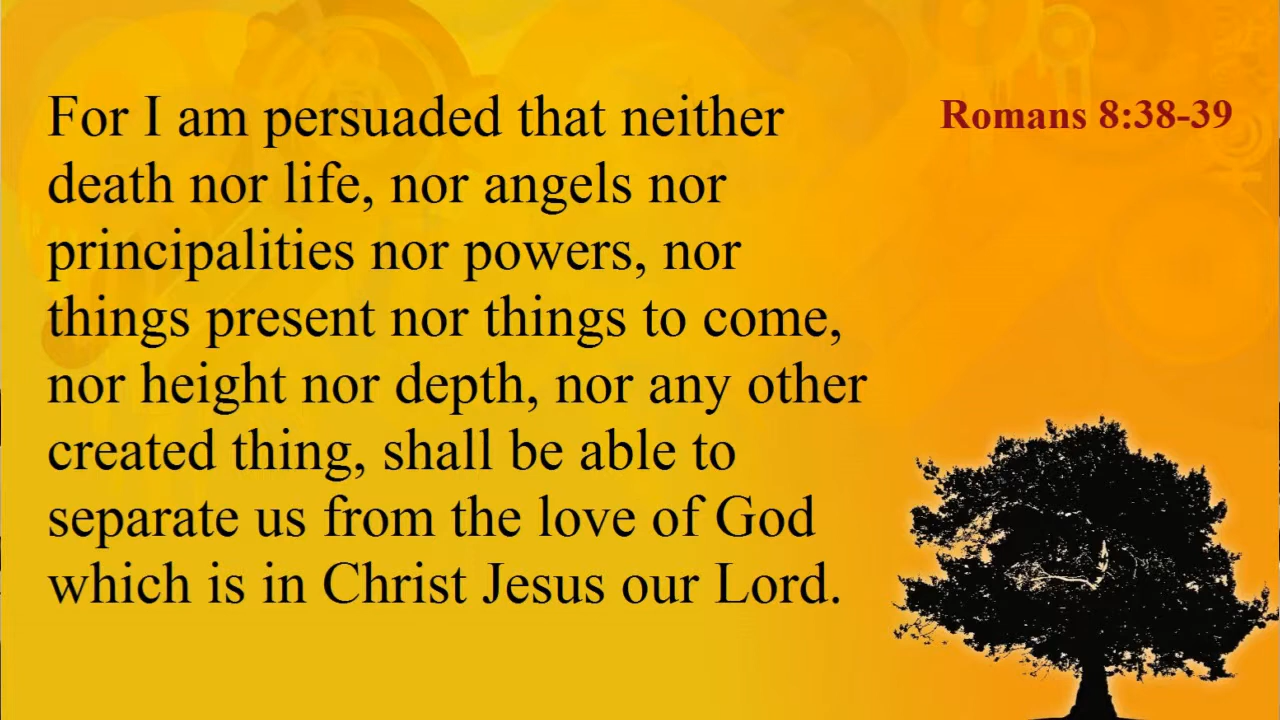 For I am persuaded that neither
death nor life, nor angels nor
principalities nor powers, nor
things present nor things to come,
nor height nor depth, nor any other
created thing, shall be able to
separate us from the love of God
which is in Christ Jesus our Lord.
Romans 8:38-39